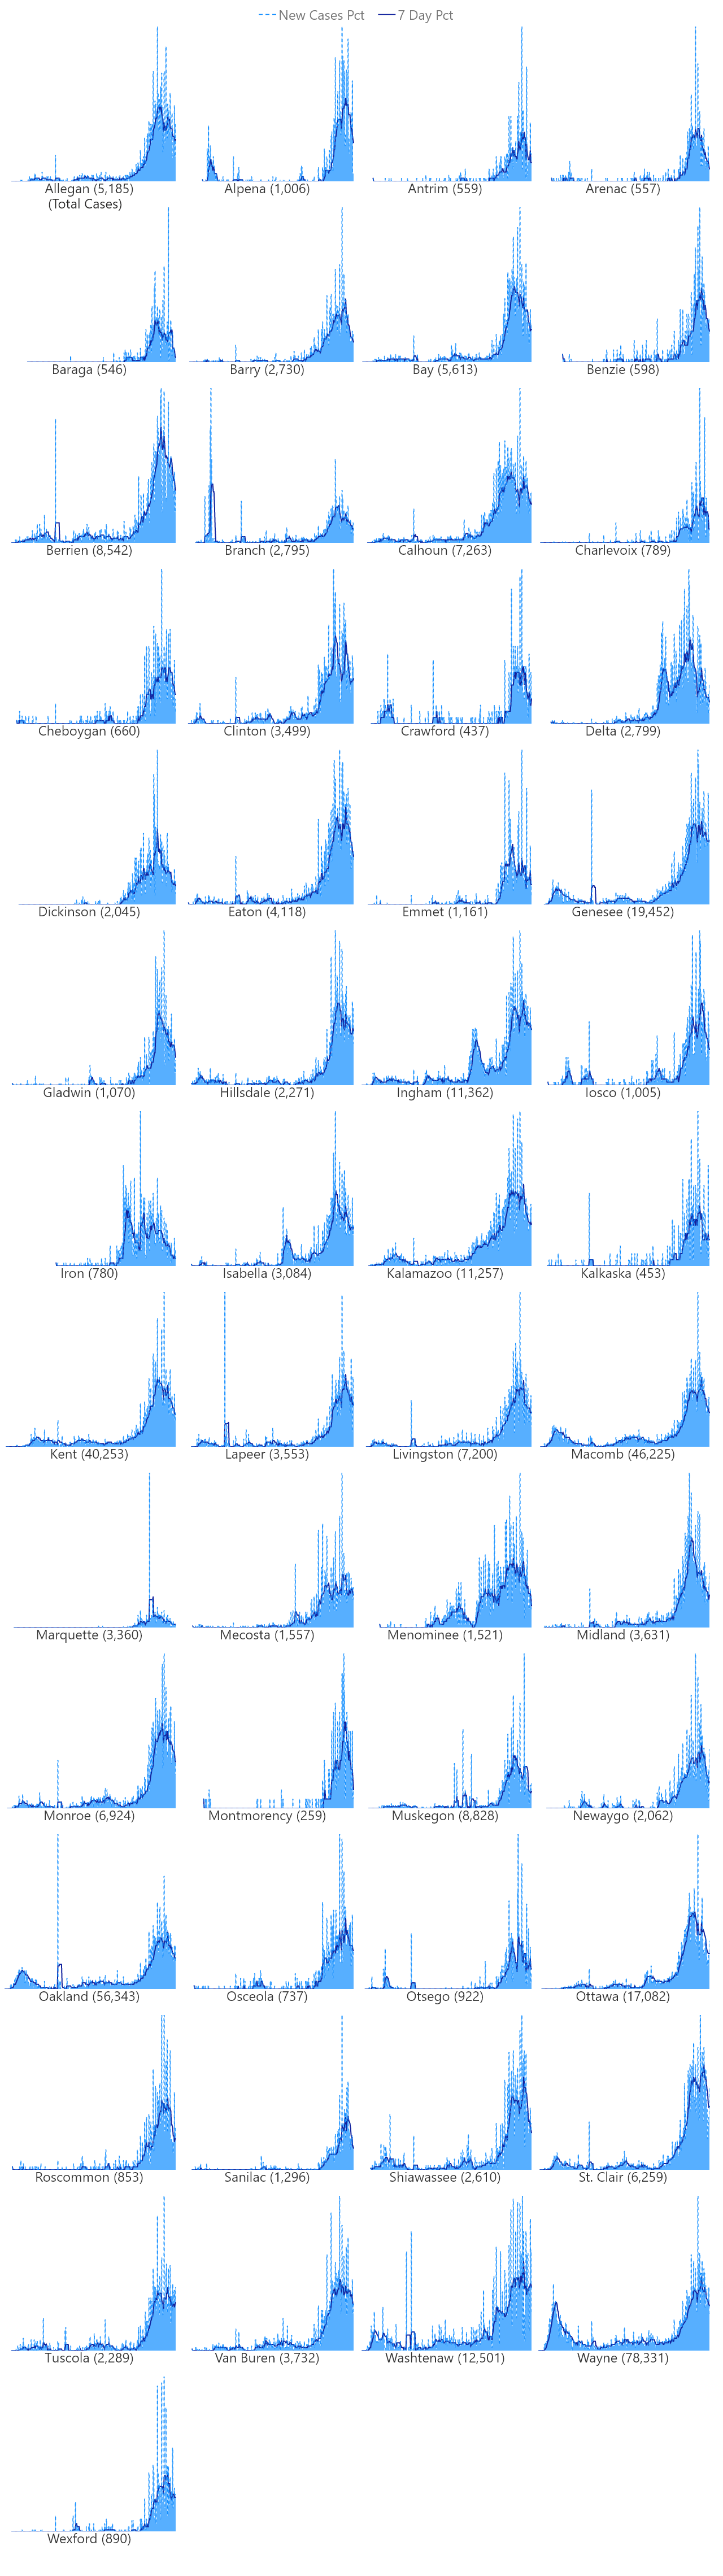 New Cases Pct 7 Day Pct
Allegan (5,185) Alpena (1,006) Antrim (559) Arenac (557)
(Total Cases)
Baraga (546) Barry (2,730) Bay (5,613) Benzie (598)
Berrien (8,542) Branch (2,795) Calhoun (7,263) Charlevoix (789)
Cheboygan (660) Clinton (3,499) Crawford (437) Delta (2,799)
Dickinson (2,045) Eaton (4,118) Emmet (1,161) Genesee (19,452)
Gladwin (1,070) Hillsdale (2,271) Ingham (11,362) Iosco (1,005)
Iron (780) Isabella (3,084) Kalamazoo (11,257) Kalkaska (453)
Kent (40,253) Lapeer (3,553) Livingston (7,200) Macomb (46,225)
Marquette (3,360) Mecosta (1,557) Menominee (1,521) Midland (3,631)
Monroe (6,924) Montmorency (259) Muskegon (8,828) Newaygo (2,062)
Oakland (56,343) Osceola (737) Otsego (922) Ottawa (17,082)
Roscommon (853) Sanilac (1,296) Shiawassee (2,610) St. Clair (6,259)
Tuscola (2,289) Van Buren (3,732) Washtenaw (12,501) Wayne (78,331)
Wexford (890)